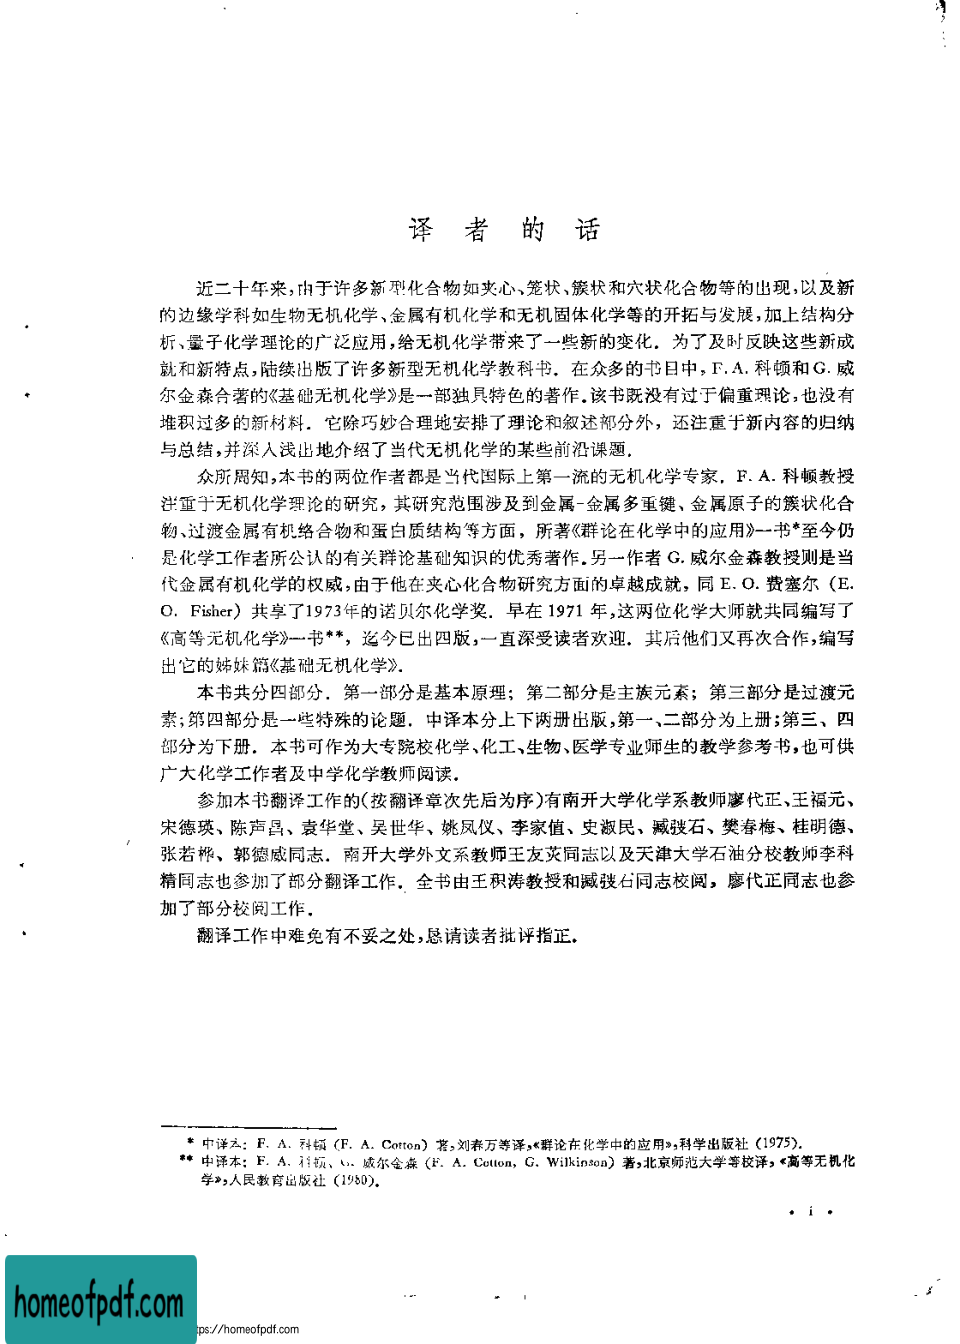 译者的话
近二十年来,由于许多新型化合物如夹心、笼状、簇状和穴状化合物等的出现,以及新
的边缘学科如生物无机化学、金属有机化学和无机固体化学等的开拓与发展,加上结构分
析、量子化学理论的广泛应用,给无机化学带来了一些新的变化. 为了及时反映这些新成
就和新特点,陆续出版了许多新型无机化学教科书. 在众多的书目中, F. A. 科顿和 G. 威
尔金森合著的《基础无机化学》是一部独具特色的著作.该书既没有过于偏重理论,也没有
堆积过多的新材料. 它除巧妙合理地安排了理论和叙述部分外, 还注重于新内容的归纳
与总结,并深入浅出地介绍了当代无机化学的某些前沿课题.
众所周知,本书的两位作者都是当代国际上第一流的无机化学专家. F. A. 科顿教授
注重于无机化学理论的研究, 其研究范围涉及到金属-金属多重键、金属原子的簇状化合
物、过渡金属有机络合物和蛋白质结构等方面, 所著《群论在化学中的应用》一书*至今仍
是化学工作者所公认的有关群论基础知识的优秀著作.另一作者 G. 威尔金森教授则是当
代金属有机化学的权威,由于他在夹心化合物研究方面的卓越成就, 同 E. O. 费塞尔 (E.
O. Fisher) 共享了1973年的诺贝尔化学奖. 早在 1971 年,这两位化学大师就共同编写了
《高等无机化学》一书**, 迄今已出四版,一直深受读者欢迎. 其后他们又再次合作,编写
出它的姊妹篇《基础无机化学》.
本书共分四部分. 第一部分是基本原理; 第二部分是主族元素; 第三部分是过渡元
素;第四部分是一些特殊的论题. 中译本分上下两册出版,第一、二部分为上册;第三、四
部分为下册. 本书可作为大专院校化学、化工、生物、医学专业师生的教学参考书,也可供
广大化学工作者及中学化学教师阅读.
参加本书翻译工作的(按翻译章次先后为序)有南开大学化学系教师廖代正、王福元、
宋德瑛、陈声昌、袁华堂、吴世华、姚凤仪、李家值、史淑民、臧弢石、樊春梅、桂明德、
张若桦、郭德威同志. 南开大学外文系教师王友荚同志以及天津大学石油分校教师李科
精同志也参加了部分翻译工作. 全书由王积涛教授和臧弢石同志校阅, 廖代正同志也参
加了部分校阅工作.
翻译工作中难免有不妥之处,恳请读者批评指正.
* 中译本: F. A. 科顿 (F. A. Cotton) 著,刘春万等译,《群论在化学中的应用》,科学出版社 (1975).
** 中译本: F. A. 科顿、G. 威尔金森 (F. A. Cotton, G. Wilkinson) 著,北京师范大学等校译, 《高等无机化
学》,人民教育出版社 (1980).
• i •
homeofpdf.com
tps://homeofpdf.com